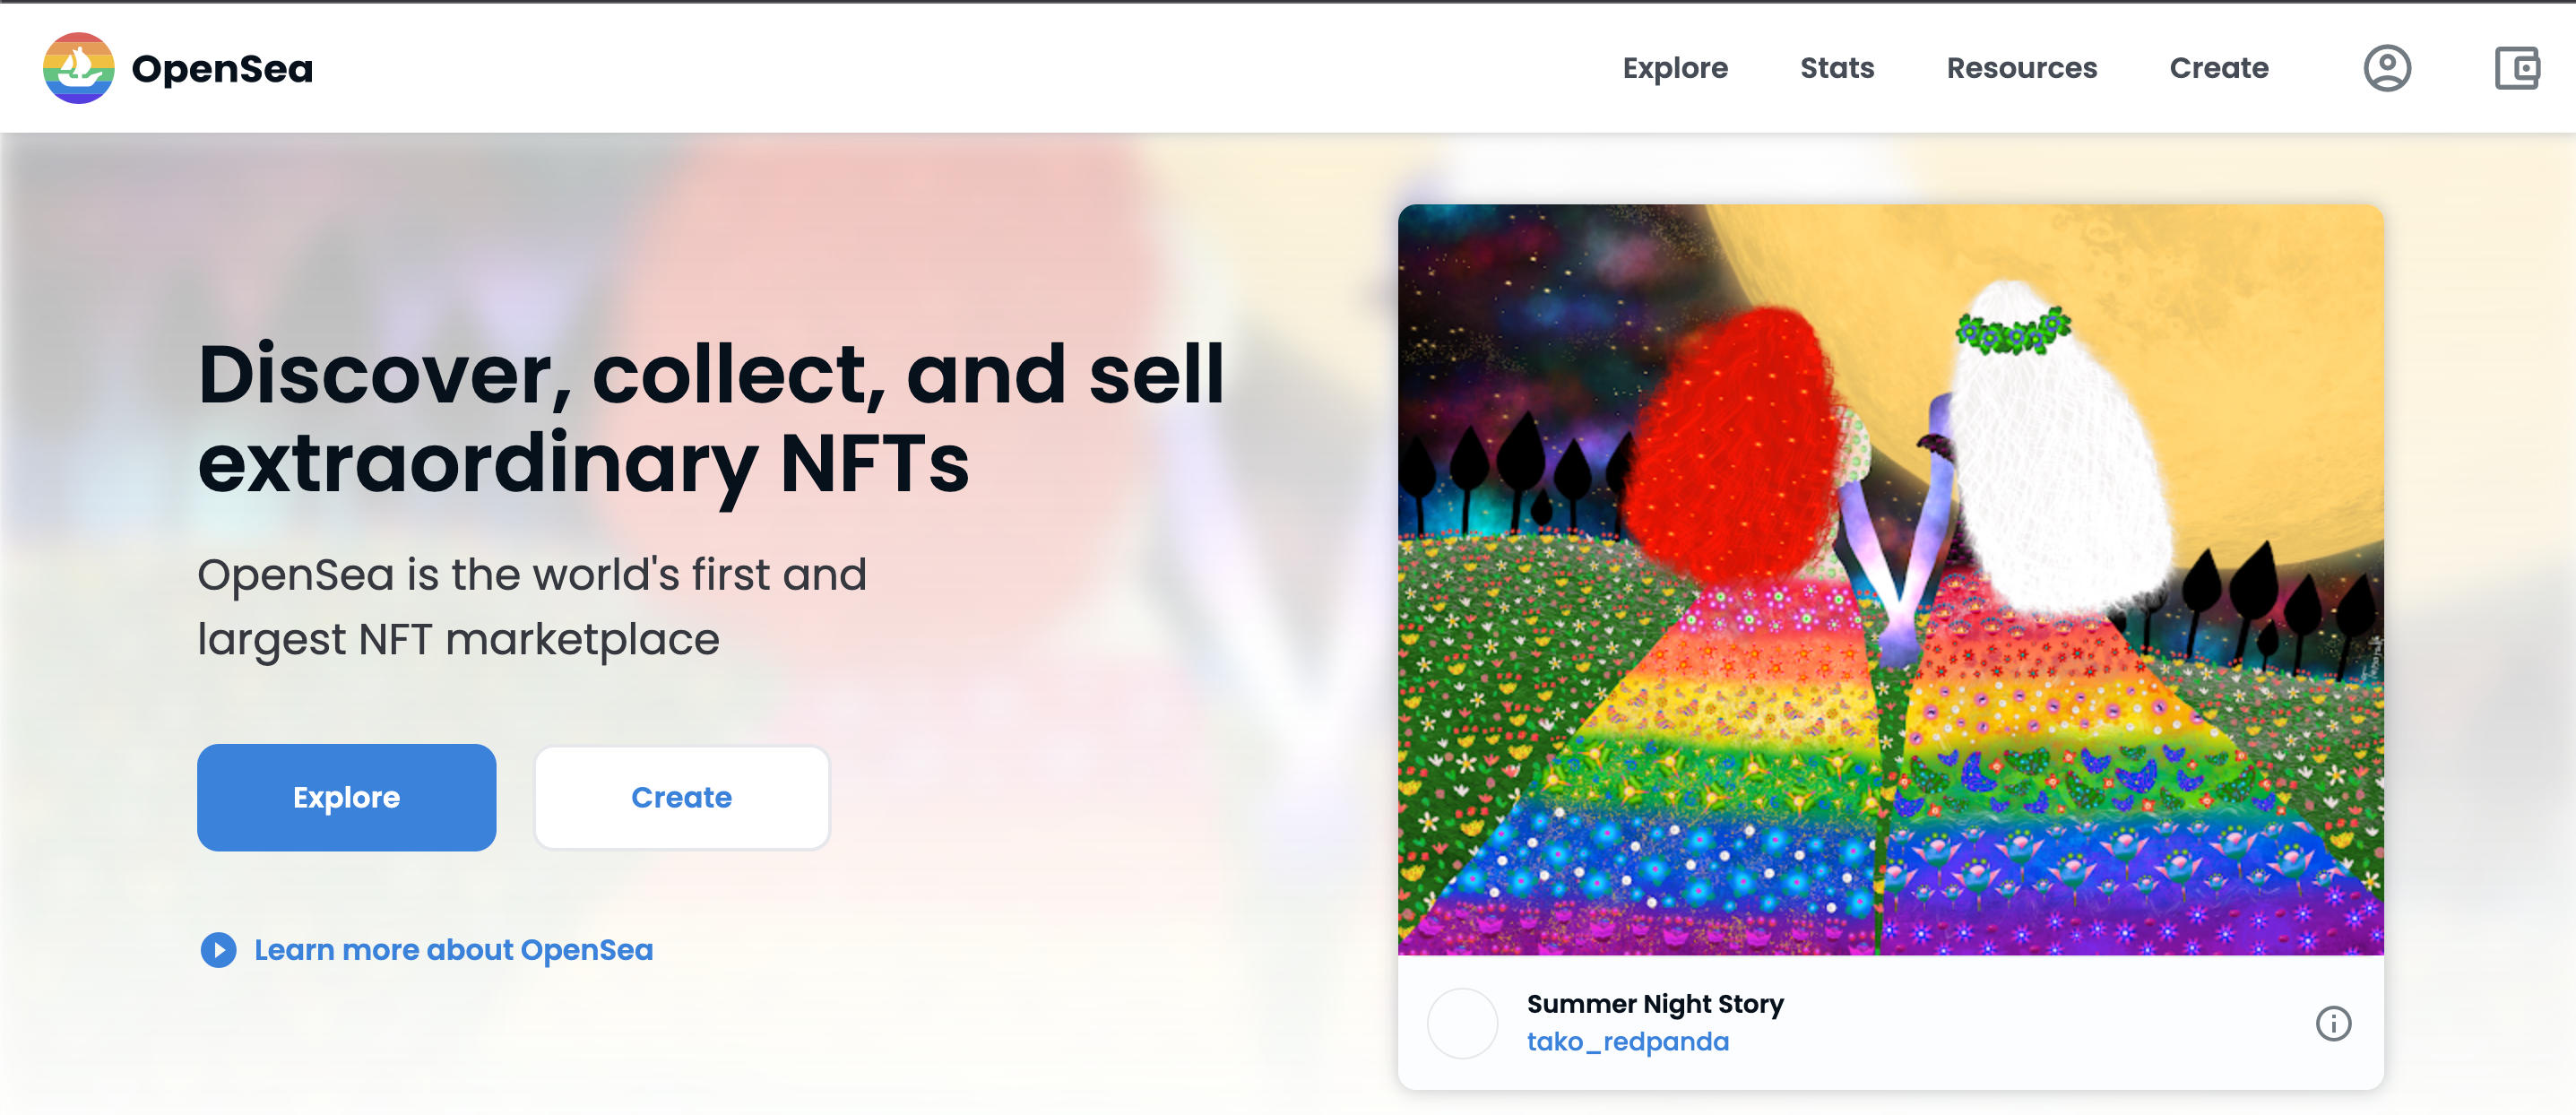 OpenSea
Explore
Stats
Resources
Create
Discover, collect, and sell
extraordinary NFTs
OpenSea is the world's first and
largest NFT marketplace
Explore
Create
Learn more about OpenSea
Summer Night Story
tako_redpanda